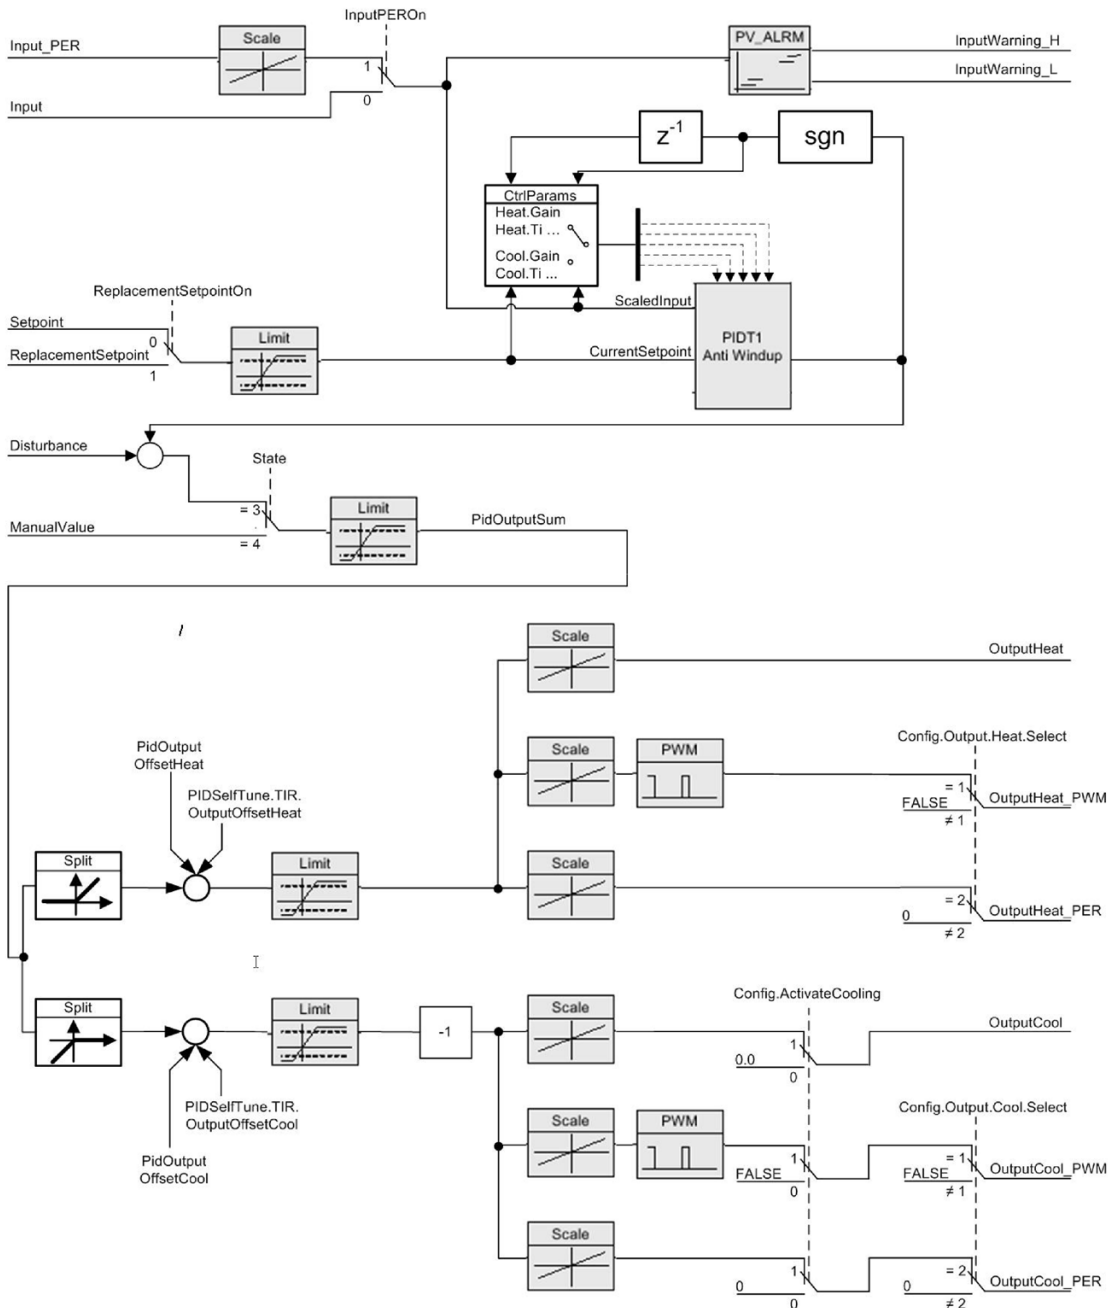 InputPEROn
Input_PER
Scale
PV_ALRM
InputWarning_H
1
InputWarning_L
Input
0
z-1
sgn
CtrlParams
Heat.Gain
Heat.Ti ...
Cool.Gain
Cool.Ti ...
ReplacementSetpointOn
ScaledInput
Setpoint
0
Limit
PIDT1
Anti Windup
ReplacementSetpoint
1
CurrentSetpoint
Disturbance
State
= 3
Limit
PidOutputSum
ManualValue
= 4
Scale
OutputHeat
PidOutput
OffsetHeat
Scale
PWM
Config.Output.Heat.Select
PIDSelfTune.TIR.
OutputOffsetHeat
= 1
FALSE
≠ 1
OutputHeat_PWM
Split
Limit
Scale
= 2
0
≠ 2
OutputHeat_PER
Split
Limit
-1
Scale
Config.ActivateCooling
1
0.0
0
OutputCool
PIDSelfTune.TIR.
OutputOffsetCool
PidOutput
OffsetCool
Scale
PWM
Config.Output.Cool.Select
1
FALSE
0
= 1
FALSE
≠ 1
OutputCool_PWM
Scale
1
0
0
= 2
0
≠ 2
OutputCool_PER